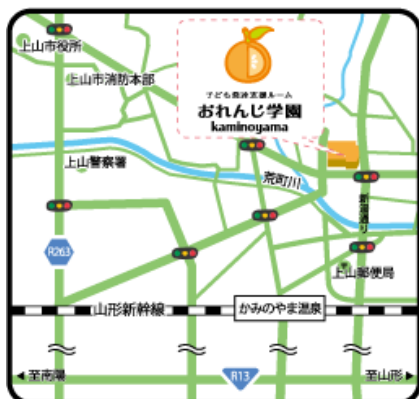 上山市役所
上山市消防本部
子ども発達支援ルーム
おれんじ学園
kaminoyama
上山警察署
荒町川
新湯通り
R263
上山郵便局
山形新幹線
かみのやま温泉
至南陽
R13
至山形